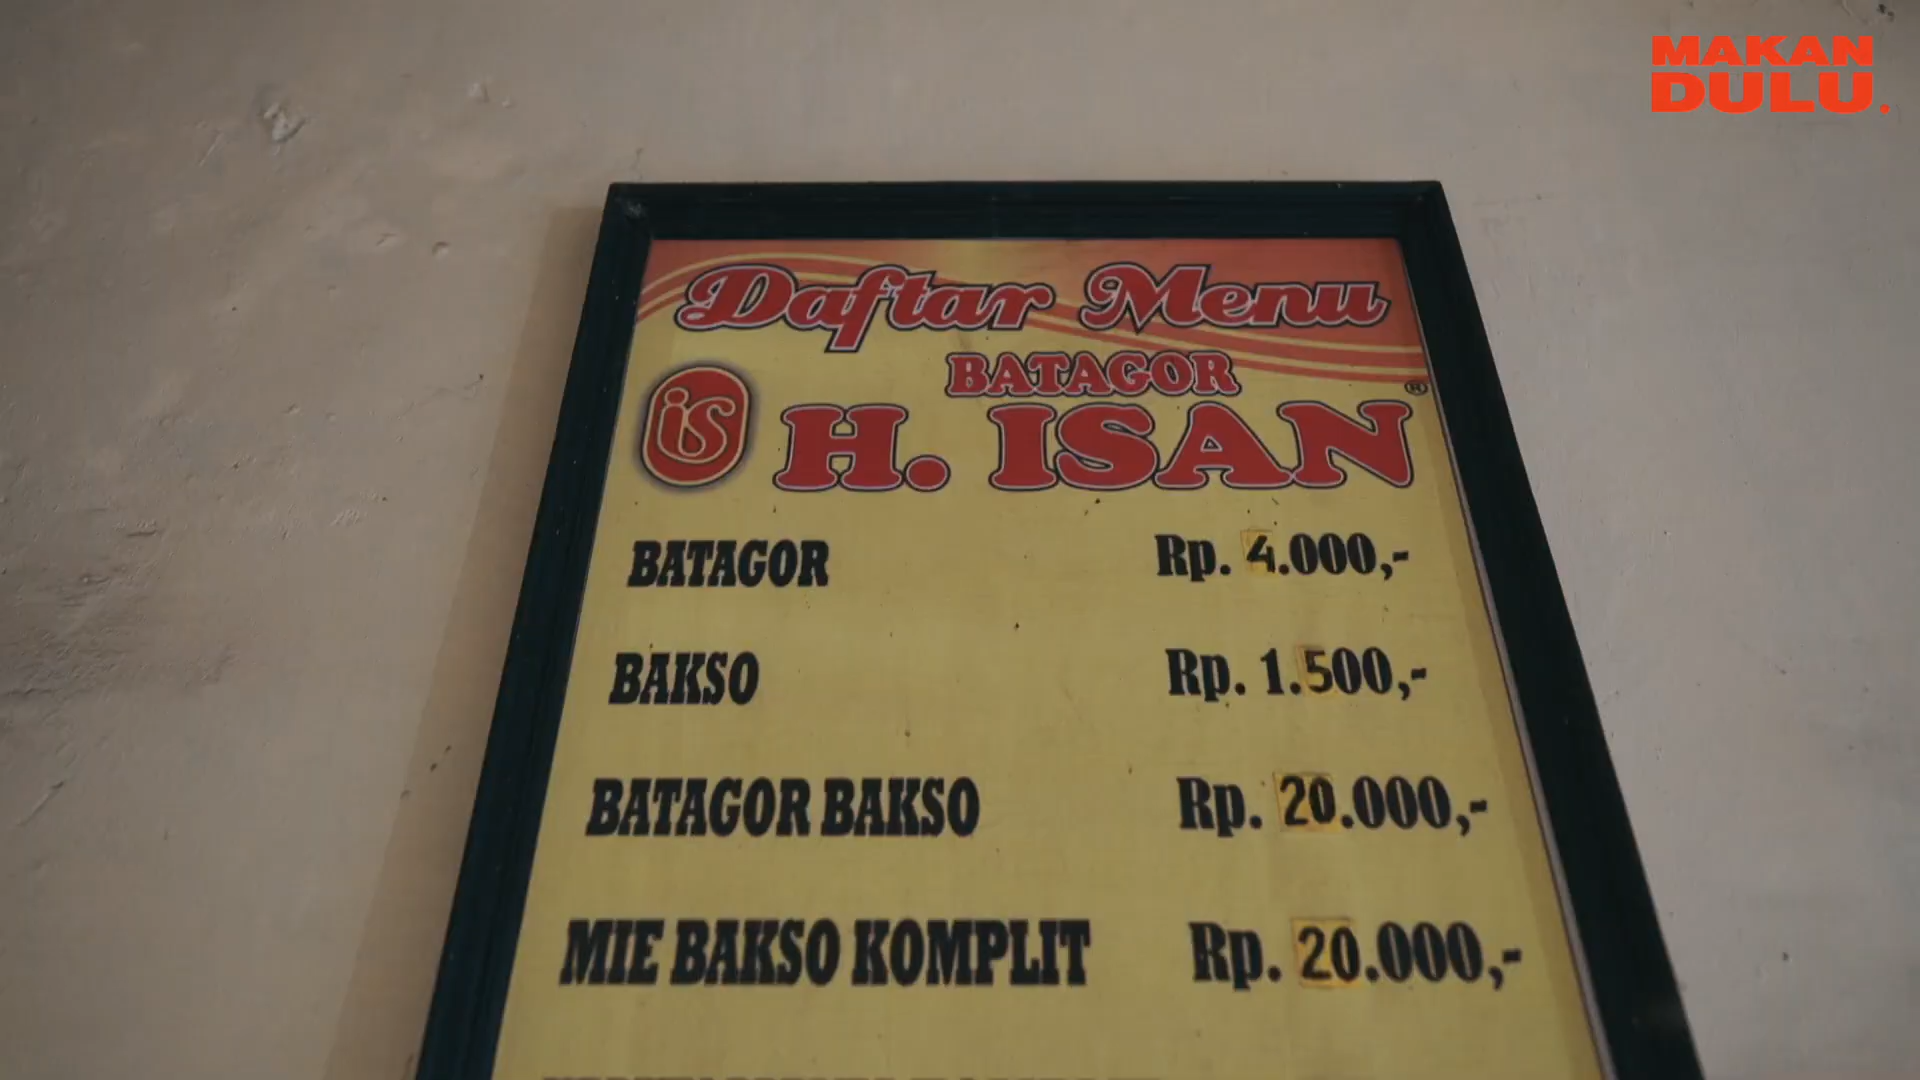 MAKAN
DULU.
Daftar Menu
BATAGOR
is H. ISAN ®
BATAGOR Rp. 4.000,-
BAKSO Rp. 1.500,-
BATAGOR BAKSO Rp. 20.000,-
MIE BAKSO KOMPLIT Rp. 20.000,-